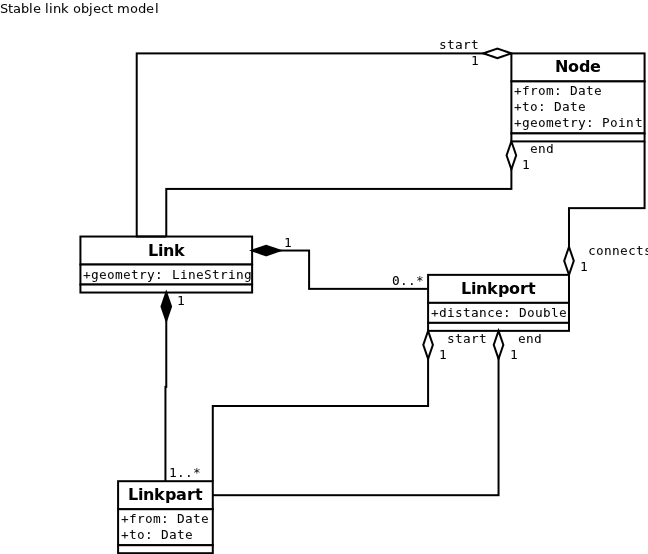 Stable link object model
start
1
Node
+from: Date
+to: Date
+geometry: Point
end
1
Link
1
+geometry: LineString
0..*
connects
1
Linkport
+distance: Double
1
start
1
end
1
1..*
Linkpart
+from: Date
+to: Date